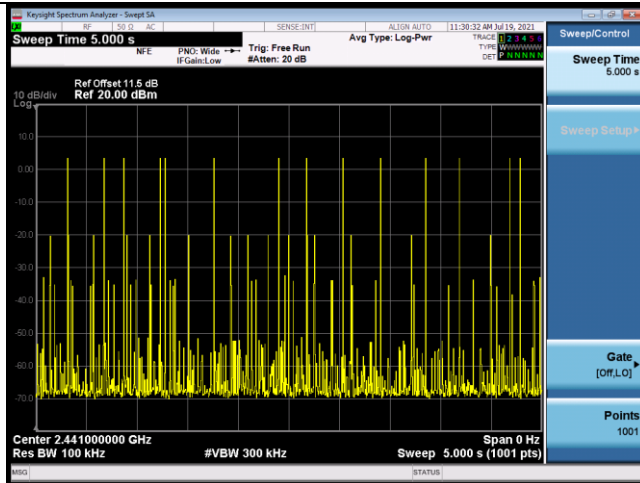 Keysight Spectrum Analyzer - Swept SA
RF 50 Ω AC SENSE:INT ALIGN AUTO 11:30:32 AM Jul 19, 2021
Sweep Time 5.000 s
NFE PNO: Wide Trig: Free Run Avg Type: Log-Pwr TRACE 1 2 3 4 5 6
IFGain:Low #Atten: 20 dB TYPE WWWWWW
DET P N N N N N
Ref Offset 11.5 dB
10 dB/div Ref 20.00 dBm
Log
10.0
0.00
-10.0
-20.0
-30.0
-40.0
-50.0
-60.0
-70.0
Center 2.441000000 GHz Span 0 Hz
Res BW 100 kHz #VBW 300 kHz Sweep 5.000 s (1001 pts)
MSG STATUS
Sweep/Control
Sweep Time
5.000 s
Sweep Setup
Gate
[Off,LO]
Points
1001